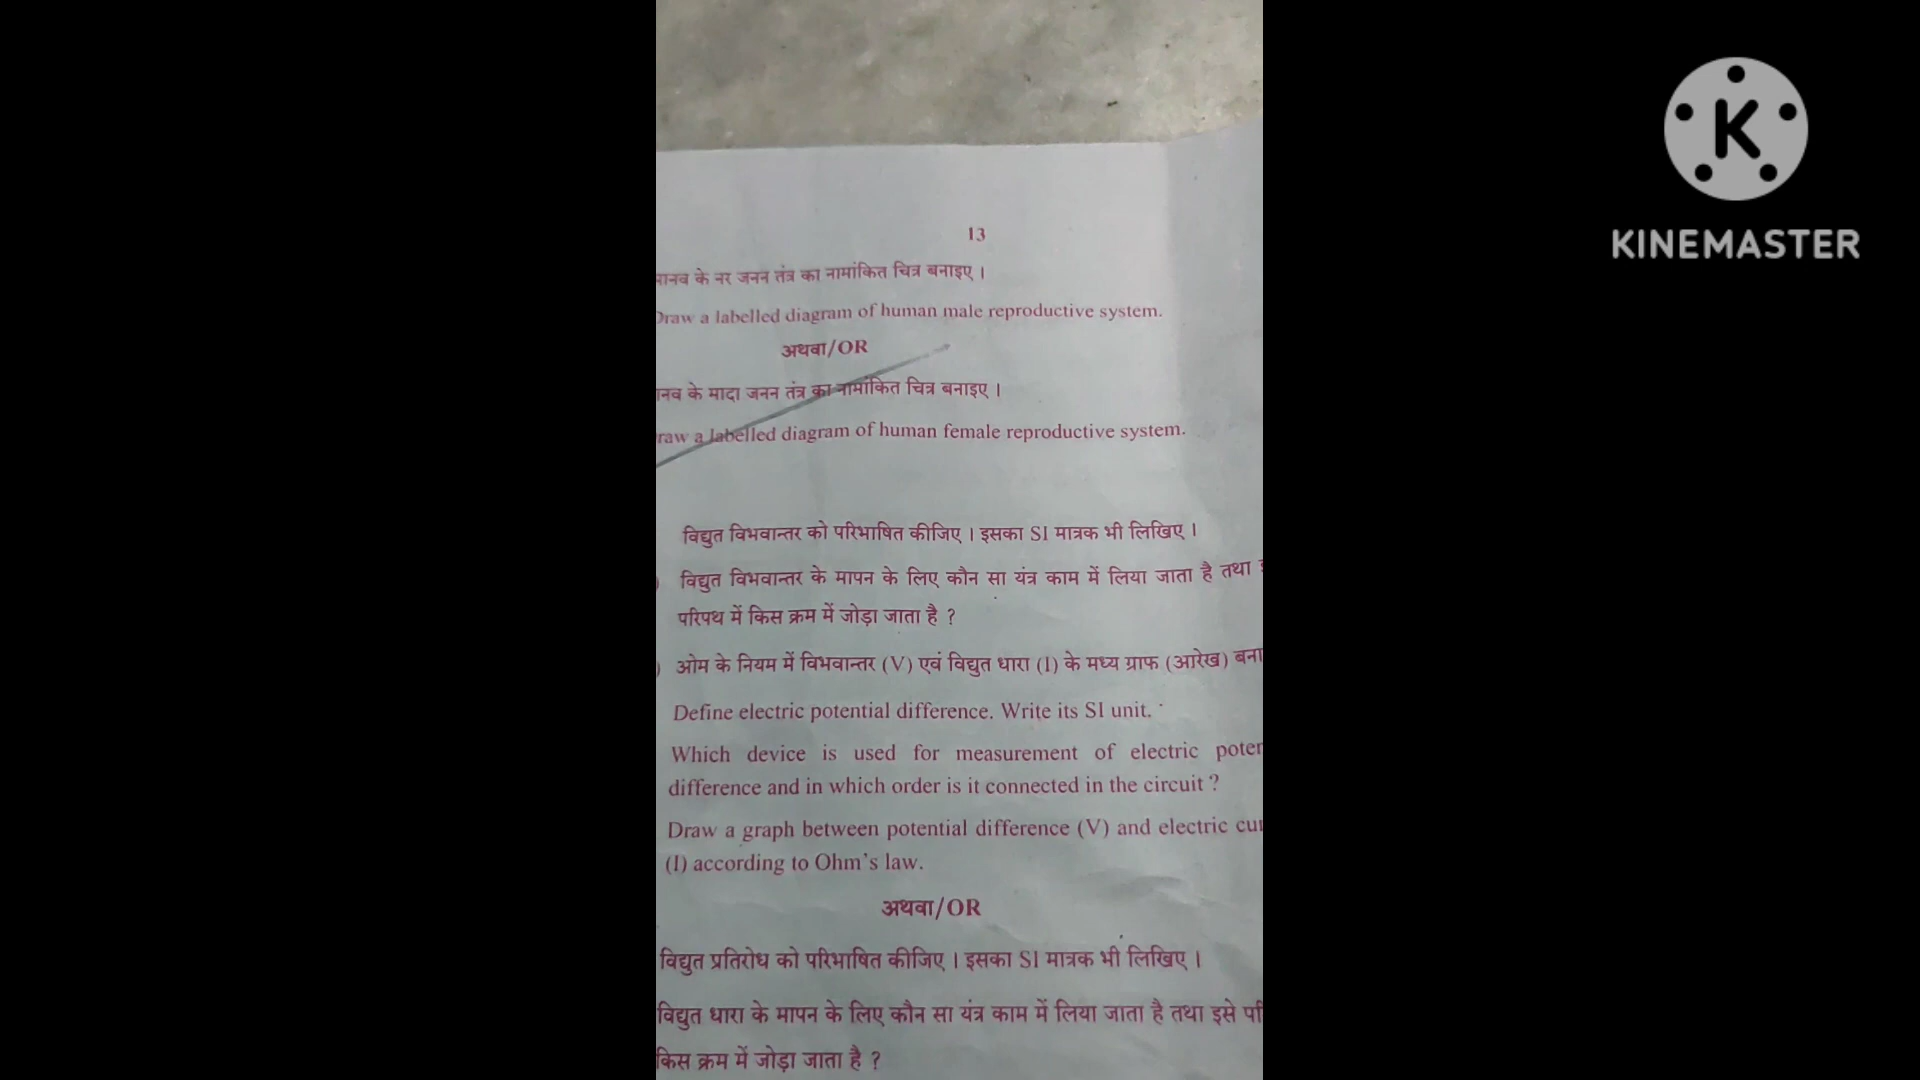 13
मानव के नर जनन तंत्र का नामांकित चित्र बनाइए ।
Draw a labelled diagram of human male reproductive system.
अथवा/OR
के मादा जनन तंत्र का नामांकित चित्र बनाइए ।
a labelled diagram of human female reproductive system.
विद्युत विभवान्तर को परिभाषित कीजिए । इसका SI मात्रक भी लिखिए ।
) विद्युत विभवान्तर के मापन के लिए कौन सा यंत्र काम में लिया जाता है तथा
परिपथ में किस क्रम में जोड़ा जाता है ?
) ओम के नियम में विभवान्तर (V) एवं विद्युत धारा (I) के मध्य ग्राफ (आरेख)
Define electric potential difference. Write its SI unit.
Which device is used for measurement of electric
difference and in which order is it connected in the circuit ?
Draw a graph between potential difference (V) and electric
(I) according to Ohm's law.
अथवा/OR
विद्युत प्रतिरोध को परिभाषित कीजिए । इसका SI मात्रक भी लिखिए ।
विद्युत धारा के मापन के लिए कौन सा यंत्र काम में लिया जाता है तथा इसे
किस क्रम में जोड़ा जाता है ?
K
KINEMASTER